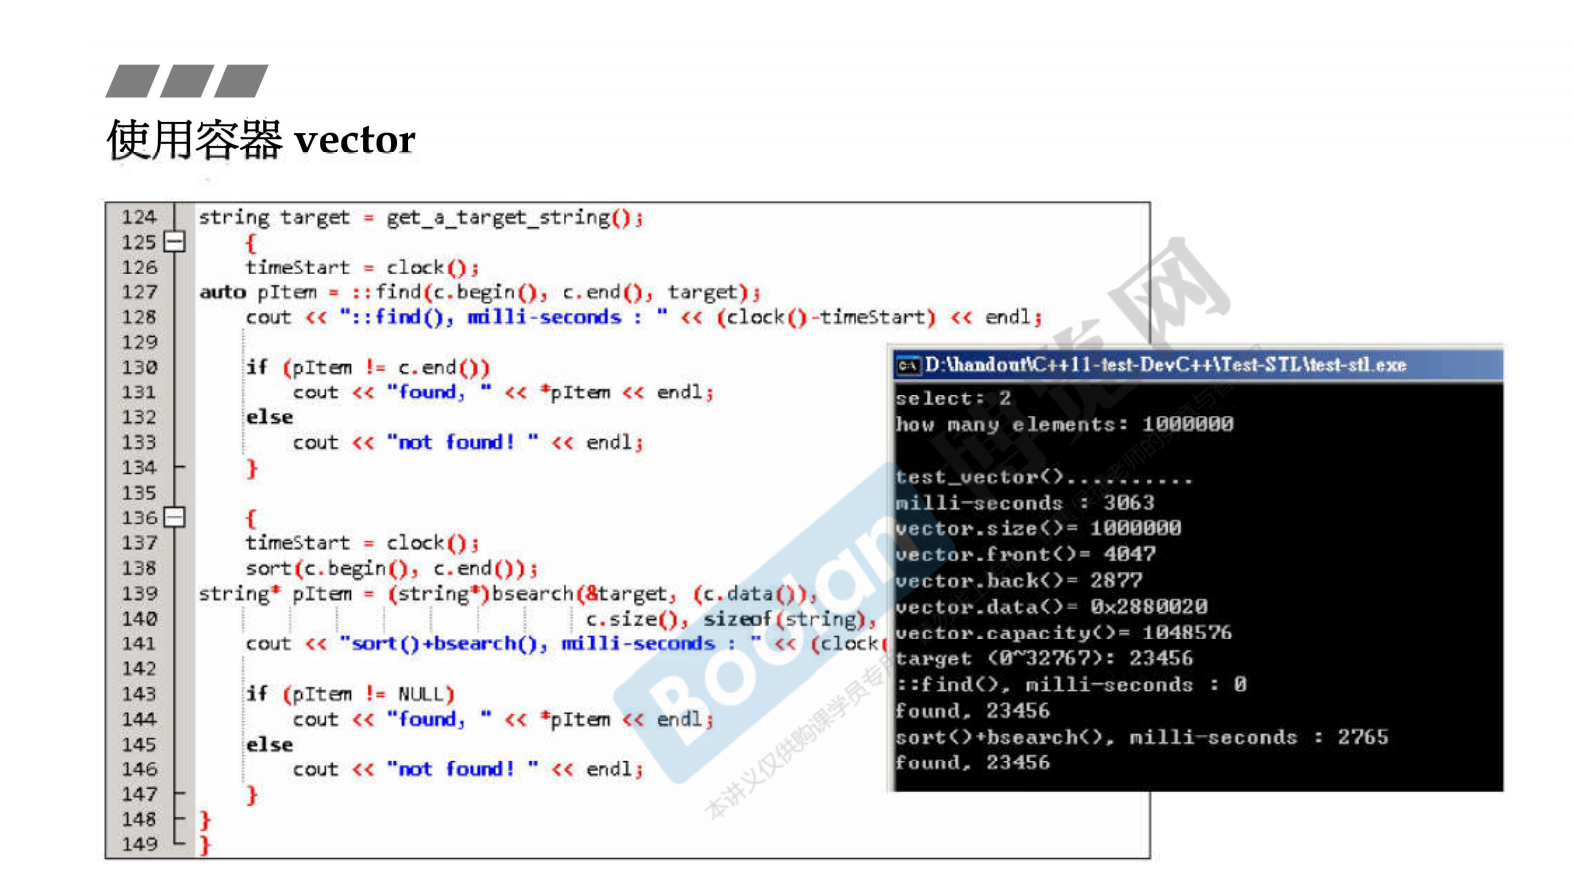 使用容器 vector
124 string target = get_a_target_string();
125 {
126 timeStart = clock();
127 auto pItem = ::find(c.begin(), c.end(), target);
128 cout << "::find(), milli-seconds : " << (clock()-timeStart) << endl;
129
130 if (pItem != c.end())
131 cout << "found, " << *pItem << endl;
132 else
133 cout << "not found! " << endl;
134 }
135
136 {
137 timeStart = clock();
138 sort(c.begin(), c.end());
139 string* pItem = (string*)bsearch(&target, (c.data()),
140 c.size(), sizeof(string),
141 cout << "sort()+bsearch(), milli-seconds : " << (clock(
142
143 if (pItem != NULL)
144 cout << "found, " << *pItem << endl;
145 else
146 cout << "not found! " << endl;
147 }
148 }
149 }
D:\handout\C++11-test-DevC++\Test-STL\test-stl.exe
select: 2
how many elements: 1000000
test_vector()..........
milli-seconds : 3063
vector.size()= 1000000
vector.front()= 4047
vector.back()= 2877
vector.data()= 0x2880020
vector.capacity()= 1048576
target (0~32767): 23456
::find(), milli-seconds : 0
found, 23456
sort()+bsearch(), milli-seconds : 2765
found, 23456
Boolan
博览网
本讲义仅供购课学员专用